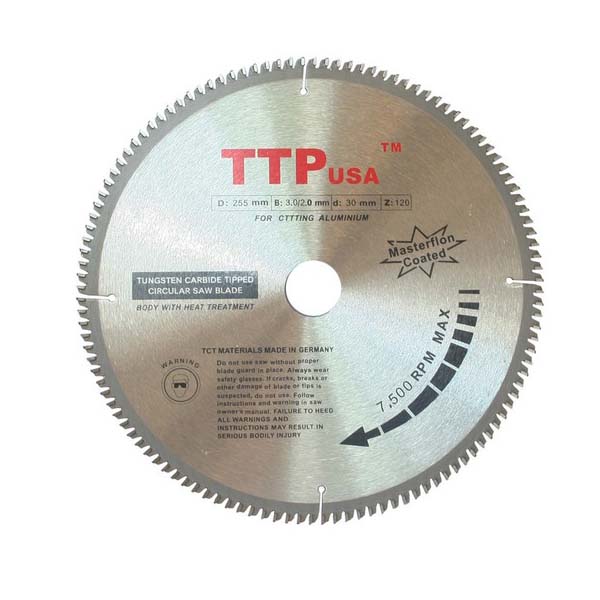 TTP USA ™
D: 255 mm B: 3.0/2.0 mm d: 30 mm Z: 120
FOR CTTTING ALUMINIUM
Masterflon
Coated
TUNGSTEN CARBIDE TIPPED
CIRCULAR SAW BLADE
BODY WITH HEAT TREATMENT
7,500 RPM MAX
WARNING
TCT MATERIALS MADE IN GERMANY
Do not use saw without proper
blade guard in place. Always wear
safety glasses. If cracks, breaks or
other damage of blade or tips is
suspected, do not use. Follow
instructions and warning in saw
owner's manual. FAILURE TO HEED
ALL WARNINGS AND
INSTRUCTIONS MAY RESULT IN
SERIOUS BODILY INJURY